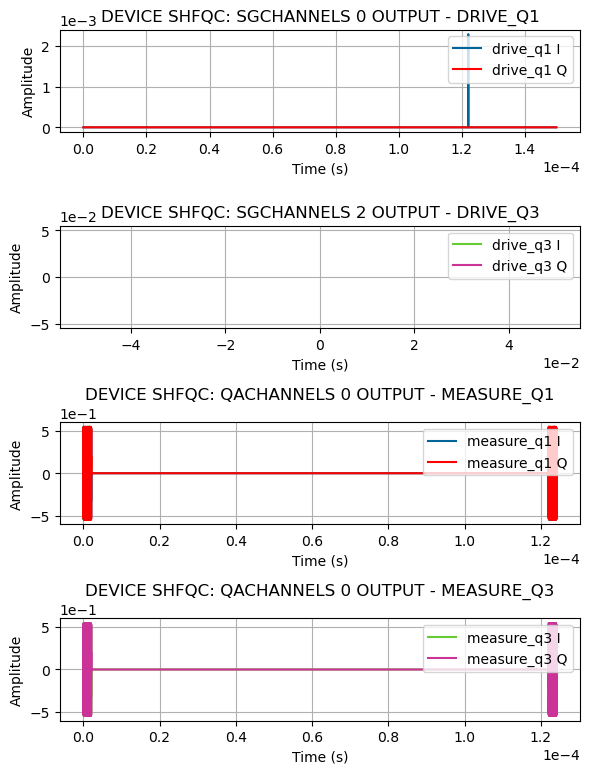 DEVICE SHFQC: SGCHANNELS 0 OUTPUT - DRIVE_Q1
1e−3
2
1
0
Amplitude
drive_q1 I
drive_q1 Q
0.0 0.2 0.4 0.6 0.8 1.0 1.2 1.4
Time (s)
1e−4
DEVICE SHFQC: SGCHANNELS 2 OUTPUT - DRIVE_Q3
1e−2
5
0
−5
Amplitude
drive_q3 I
drive_q3 Q
−4 −2 0 2 4
Time (s)
1e−2
DEVICE SHFQC: QACHANNELS 0 OUTPUT - MEASURE_Q1
1e−1
5
0
−5
Amplitude
measure_q1 I
measure_q1 Q
0.0 0.2 0.4 0.6 0.8 1.0 1.2
Time (s)
1e−4
DEVICE SHFQC: QACHANNELS 0 OUTPUT - MEASURE_Q3
1e−1
5
0
−5
Amplitude
measure_q3 I
measure_q3 Q
0.0 0.2 0.4 0.6 0.8 1.0 1.2
Time (s)
1e−4